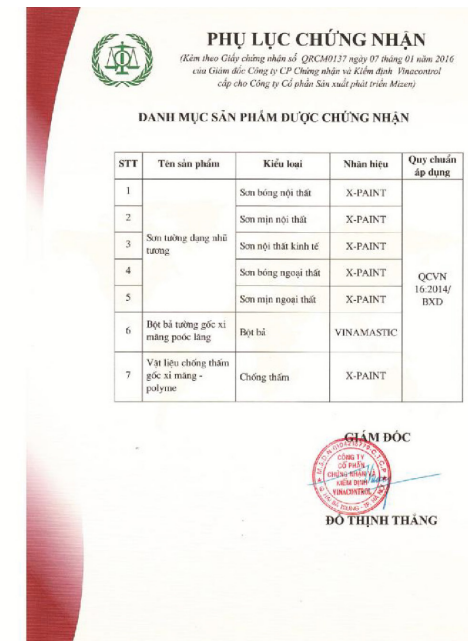 PHỤ LỤC CHỨNG NHẬN
(Kèm theo Giấy chứng nhận số QRCM0137 ngày 07 tháng 01 năm 2016
của Giám đốc Công ty CP Chứng nhận và Kiểm định Vinacontrol
cấp cho Công ty Cổ phần Sản xuất phát triển Mizen)
DANH MỤC SẢN PHẨM ĐƯỢC CHỨNG NHẬN
STT Tên sản phẩm Kiểu loại Nhãn hiệu Quy chuẩn áp dụng
1 Sơn bóng nội thất X-PAINT
2 Sơn mịn nội thất X-PAINT
Sơn tường dạng nhũ tương
3 Sơn nội thất kinh tế X-PAINT
4 Sơn bóng ngoại thất X-PAINT
QCVN 16:2014/ BXD
5 Sơn mịn ngoại thất X-PAINT
6 Bột bả tường gốc xi măng poóc lăng Bột bả VINAMASTIC
7 Vật liệu chống thấm gốc xi măng - polyme Chống thấm X-PAINT
GIÁM ĐỐC
CÔNG TY
CỔ PHẦN
CHỨNG NHẬN VÀ
KIỂM ĐỊNH
VINACONTROL
ĐỖ THỊNH THẮNG